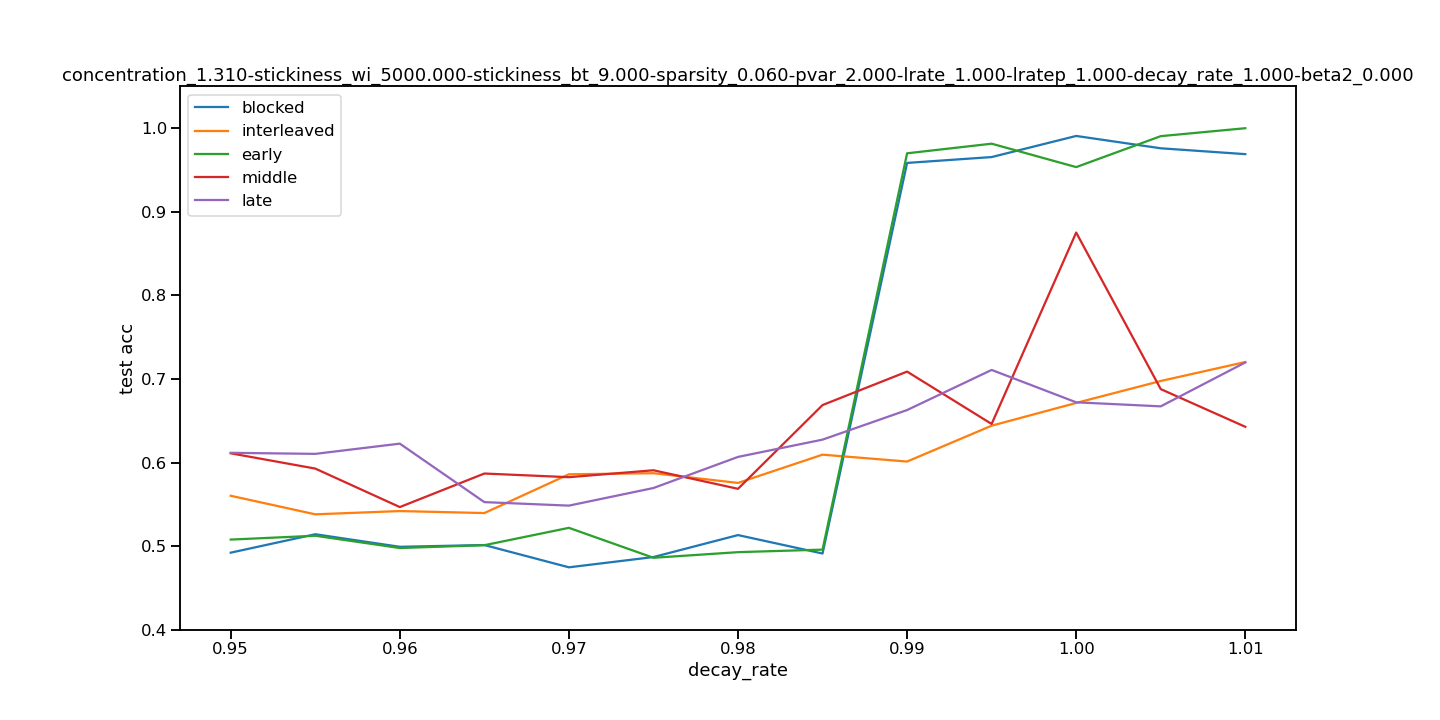 concentration_1.310-stickiness_wi_5000.000-stickiness_bt_9.000-sparsity_0.060-pvar_2.000-lrate_1.000-lratep_1.000-decay_rate_1.000-beta2_0.000
blocked
interleaved
early
middle
late
1.0
0.9
0.8
0.7
0.6
0.5
0.4
test acc
0.95 0.96 0.97 0.98 0.99 1.00 1.01
decay_rate